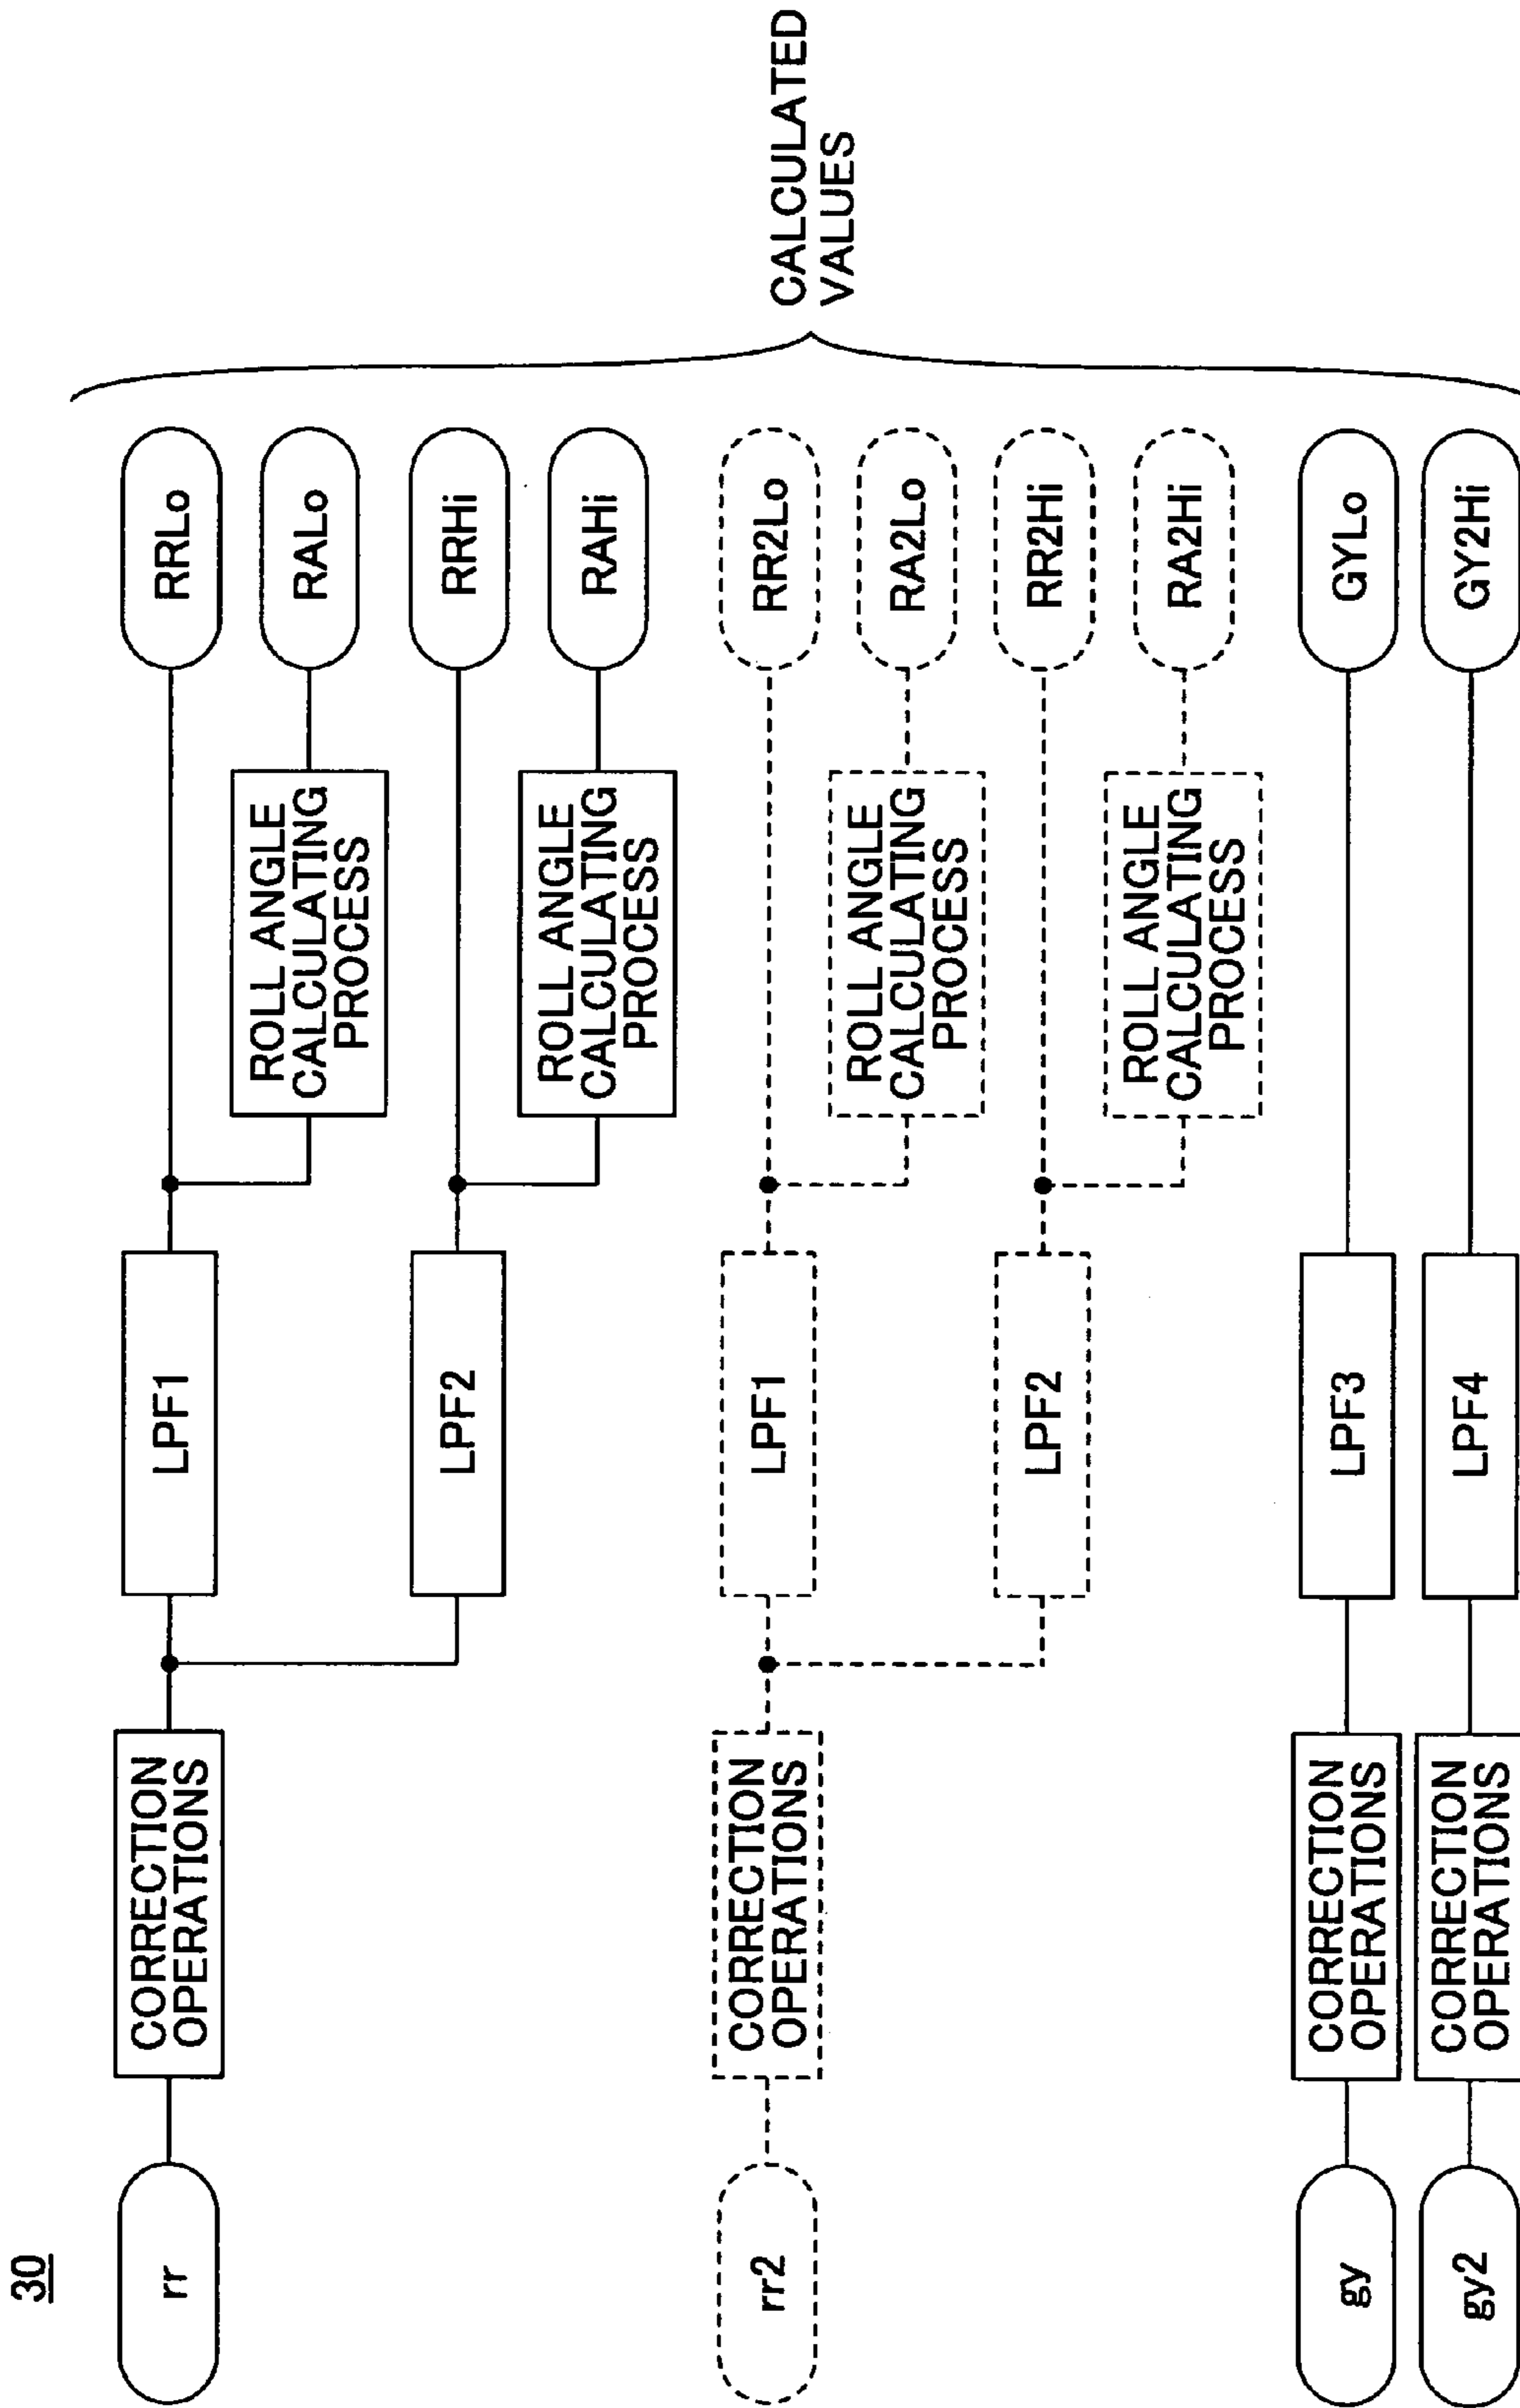 30
rr
CORRECTION
OPERATIONS
LPF1
RRLo
ROLL ANGLE
CALCULATING
PROCESS
RALo
LPF2
RRHi
ROLL ANGLE
CALCULATING
PROCESS
RAHi
rr2
CORRECTION
OPERATIONS
LPF1
RR2Lo
ROLL ANGLE
CALCULATING
PROCESS
RA2Lo
LPF2
RR2Hi
ROLL ANGLE
CALCULATING
PROCESS
RA2Hi
gy
CORRECTION
OPERATIONS
LPF3
GYLo
gy2
CORRECTION
OPERATIONS
LPF4
GY2Hi
CALCULATED
VALUES